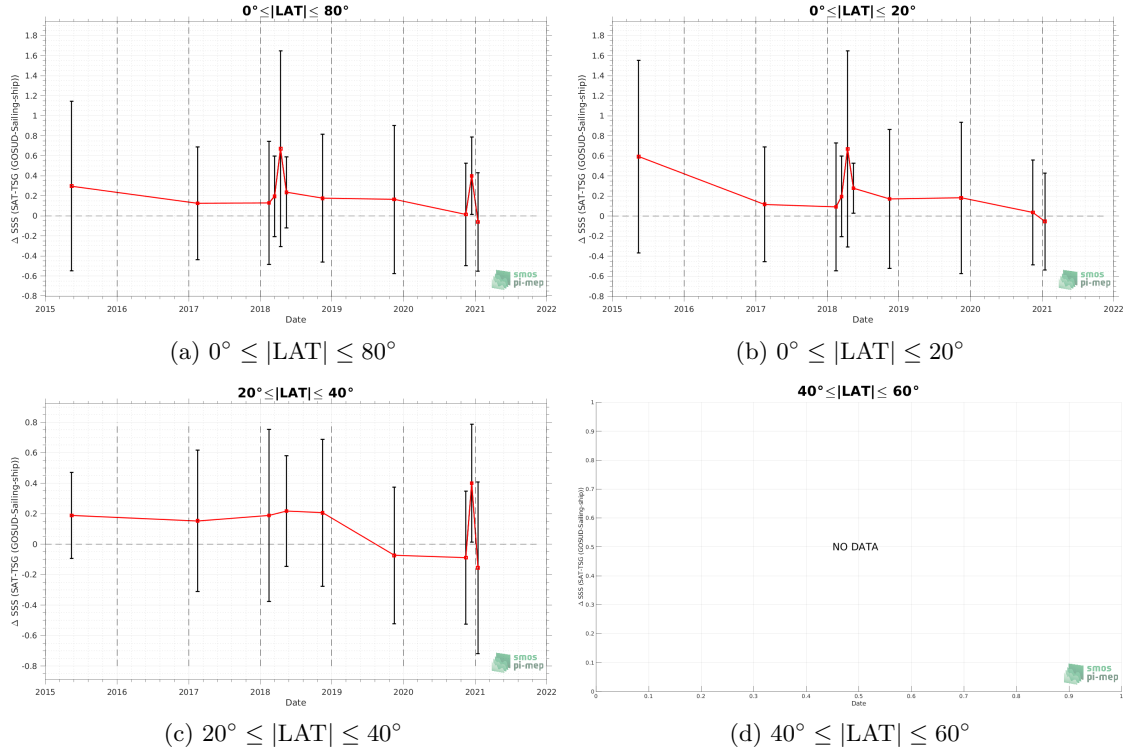 0°≤|LAT|≤ 80°
1.8
1.6
1.4
1.2
1
0.8
0.6
0.4
0.2
0
-0.2
-0.4
-0.6
-0.8
Δ SSS (SAT-TSG (GOSUD-Sailing-ship))
2015 2016 2017 2018 2019 2020 2021 2022
Date
smos
pi-mep
(a) 0° ≤ |LAT| ≤ 80°
0°≤|LAT|≤ 20°
1.8
1.6
1.4
1.2
1
0.8
0.6
0.4
0.2
0
-0.2
-0.4
-0.6
-0.8
Δ SSS (SAT-TSG (GOSUD-Sailing-ship))
2015 2016 2017 2018 2019 2020 2021 2022
Date
smos
pi-mep
(b) 0° ≤ |LAT| ≤ 20°
20°≤|LAT|≤ 40°
0.8
0.6
0.4
0.2
0
-0.2
-0.4
-0.6
-0.8
Δ SSS (SAT-TSG (GOSUD-Sailing-ship))
2015 2016 2017 2018 2019 2020 2021 2022
Date
smos
pi-mep
(c) 20° ≤ |LAT| ≤ 40°
40°≤|LAT|≤ 60°
1
0.9
0.8
0.7
0.6
0.5
0.4
0.3
0.2
0.1
0
Δ SSS (SAT-TSG (GOSUD-Sailing-ship))
NO DATA
0 0.1 0.2 0.3 0.4 0.5 0.6 0.7 0.8 0.9 1
Date
smos
pi-mep
(d) 40° ≤ |LAT| ≤ 60°